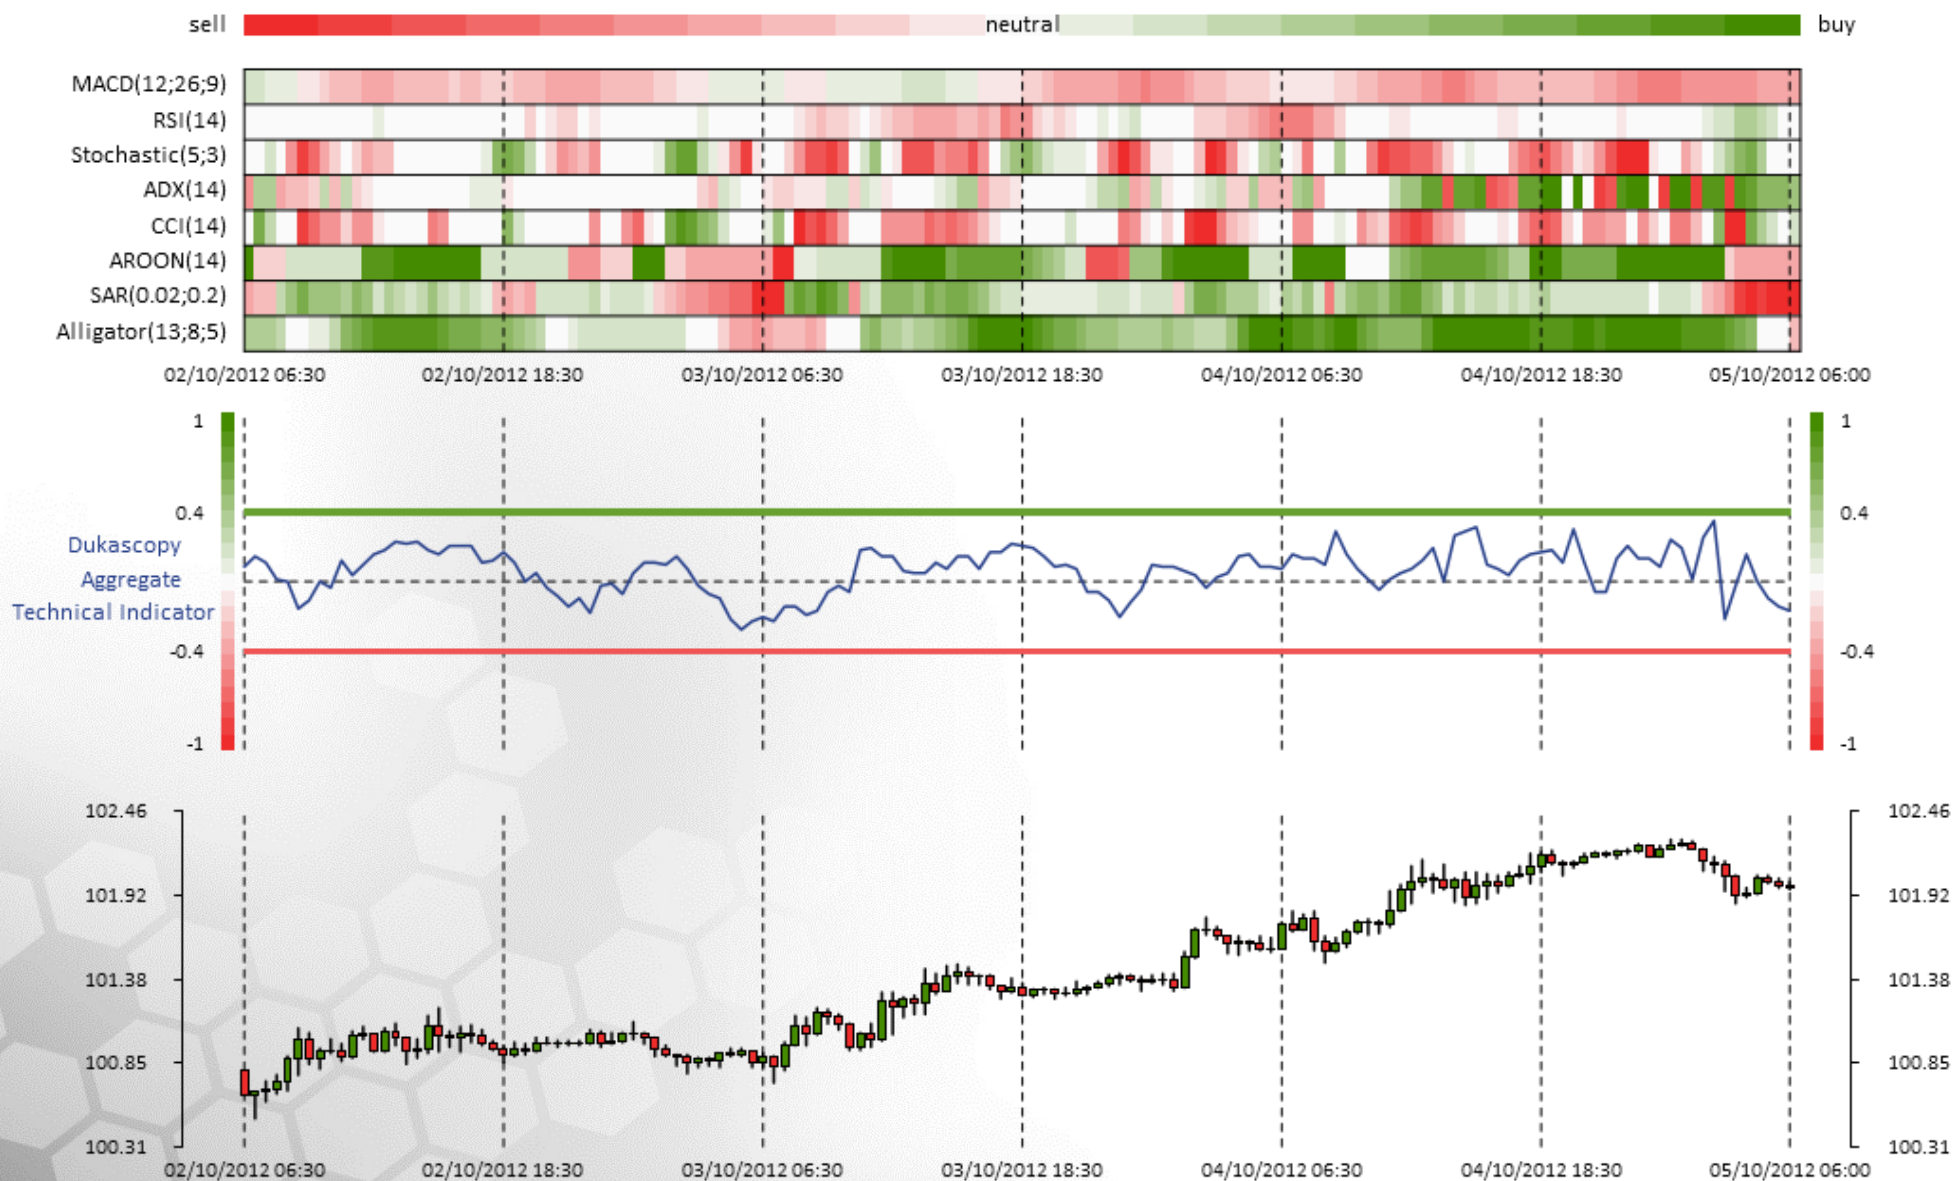 sell neutral buy
MACD(12;26;9)
RSI(14)
Stochastic(5;3)
ADX(14)
CCI(14)
AROON(14)
SAR(0.02;0.2)
Alligator(13;8;5)
02/10/2012 06:30 02/10/2012 18:30 03/10/2012 06:30 03/10/2012 18:30 04/10/2012 06:30 04/10/2012 18:30 05/10/2012 06:00
1 1
0.4 0.4
Dukascopy
Aggregate
Technical Indicator
-0.4 -0.4
-1 -1
102.46 102.46
101.92 101.92
101.38 101.38
100.85 100.85
100.31 100.31
02/10/2012 06:30 02/10/2012 18:30 03/10/2012 06:30 03/10/2012 18:30 04/10/2012 06:30 04/10/2012 18:30 05/10/2012 06:00